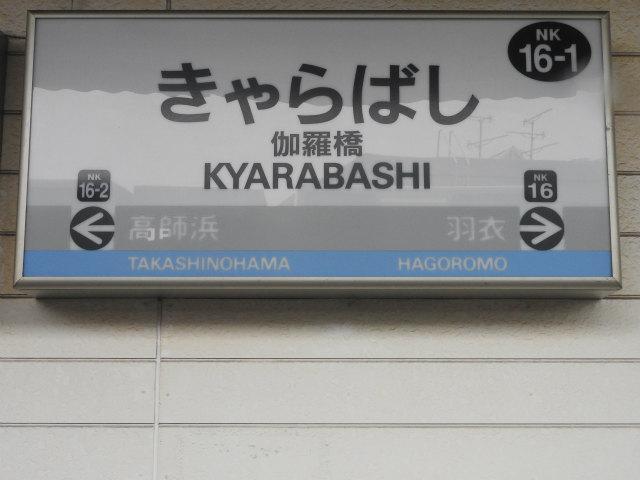 NK
16-1
きゃらばし
伽羅橋
KYARABASHI
NK
16-2
NK
16
高師浜
羽衣
TAKASHINOHAMA
HAGOROMO